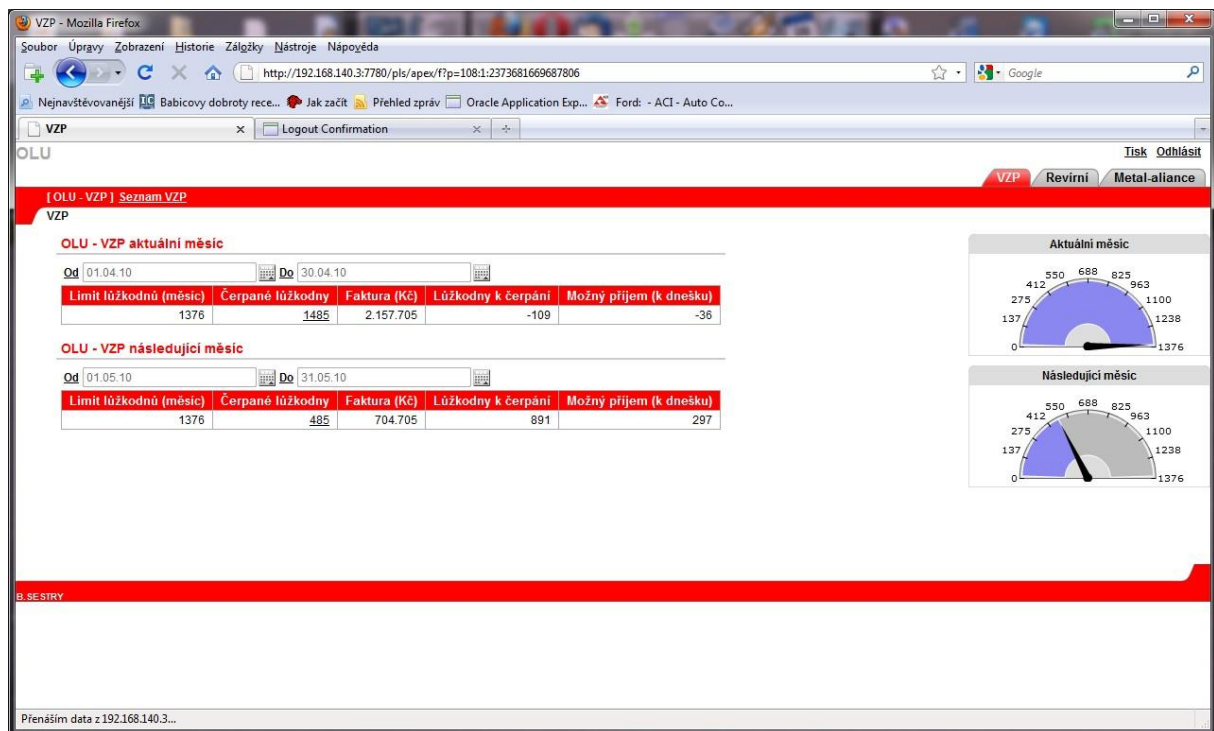 VZP - Mozilla Firefox
Soubor Úpravy Zobrazení Historie Záložky Nástroje Nápověda
http://192.168.140.3:7780/pls/apex/f?p=108:1:2373681669687806
Google
Nejnavštěvovanější Babicovy dobroty rece... Jak začít Přehled zpráv Oracle Application Exp... Ford: - ACI - Auto Co...
VZP Logout Confirmation
OLU Tisk Odhlásit
VZP Revírní Metal-aliance
[ OLU - VZP ] Seznam VZP
VZP
OLU - VZP aktuální měsíc
Od 01.04.10 Do 30.04.10
Limit lůžkodnů (měsíc) Čerpané lůžkodny Faktura (Kč) Lůžkodny k čerpání Možný příjem (k dnešku)
1376 1485 2.157.705 -109 -36
OLU - VZP následující měsíc
Od 01.05.10 Do 31.05.10
Limit lůžkodnů (měsíc) Čerpané lůžkodny Faktura (Kč) Lůžkodny k čerpání Možný příjem (k dnešku)
1376 485 704.705 891 297
Aktuální měsíc
0 137 275 412 550 688 825 963 1100 1238 1376
Následující měsíc
0 137 275 412 550 688 825 963 1100 1238 1376
B.SESTRY
Přenáším data z 192.168.140.3...